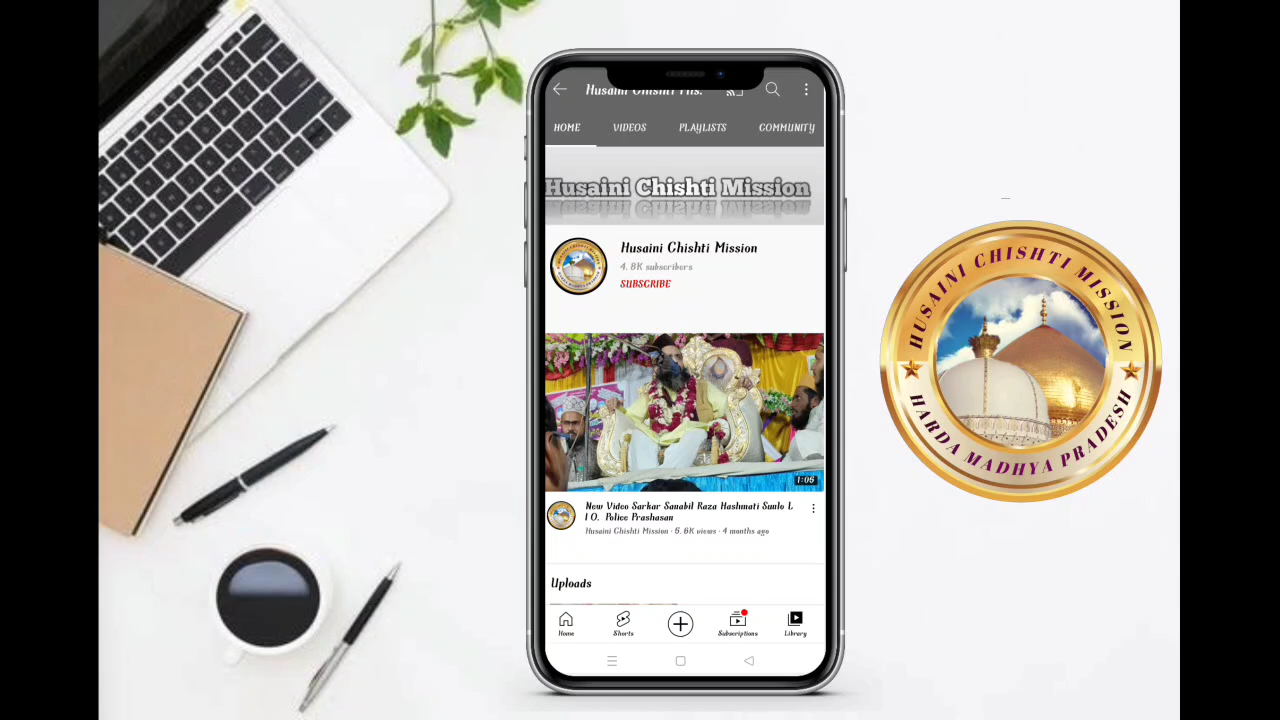 Husaini Chishti Mis.
HOME VIDEOS PLAYLISTS COMMUNITY
Husaini Chishti Mission
Husaini Chishti Mission
4. 8K subscribers
SUBSCRIBE
1:06
New Video Sarkar Sanabil Raza Hashmati Sunlo L
I O. Police Prashasan
Husaini Chishti Mission · 5. 6K views · 4 months ago
Uploads
Home Shorts Subscriptions Library
HUSAINI CHISHTI MISSION
HARDA MADHYA PRADESH